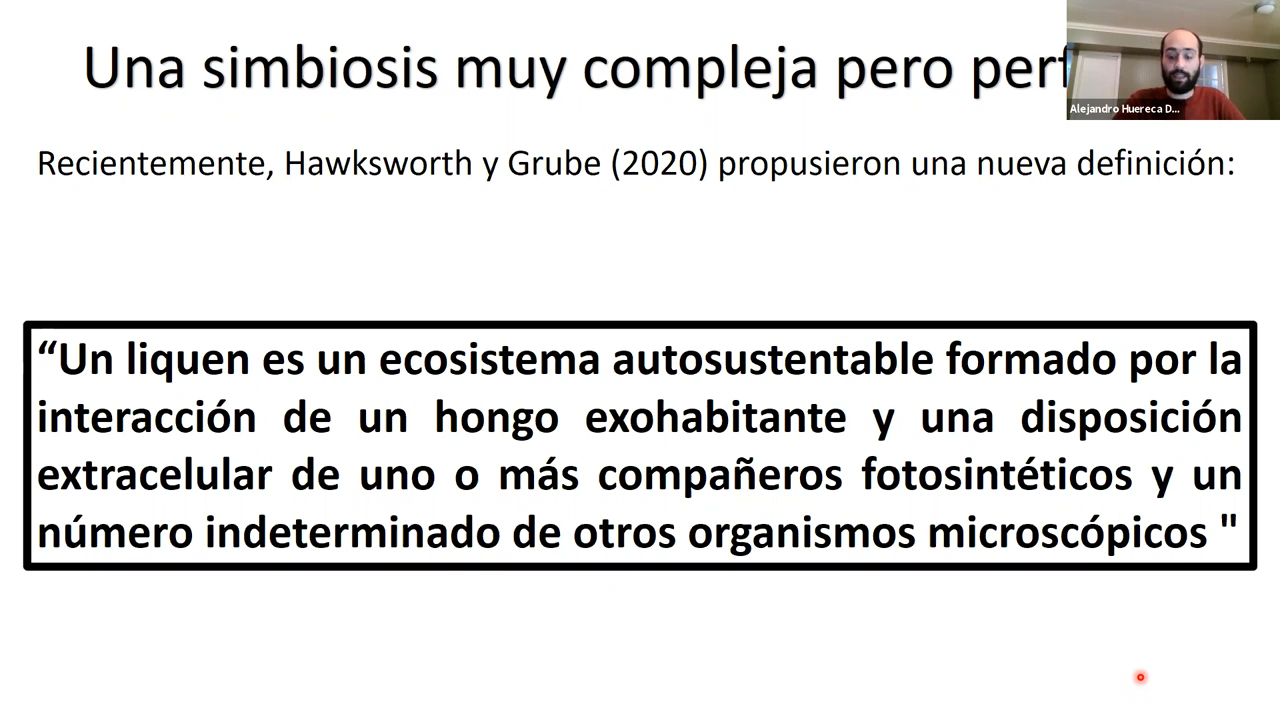 Una simbiosis muy compleja pero
Alejandro Huereca D...
Recientemente, Hawksworth y Grube (2020) propusieron una nueva definición:
“Un liquen es un ecosistema autosustentable formado por la
interacción de un hongo exohabitante y una disposición
extracelular de uno o más compañeros fotosintéticos y un
número indeterminado de otros organismos microscópicos "